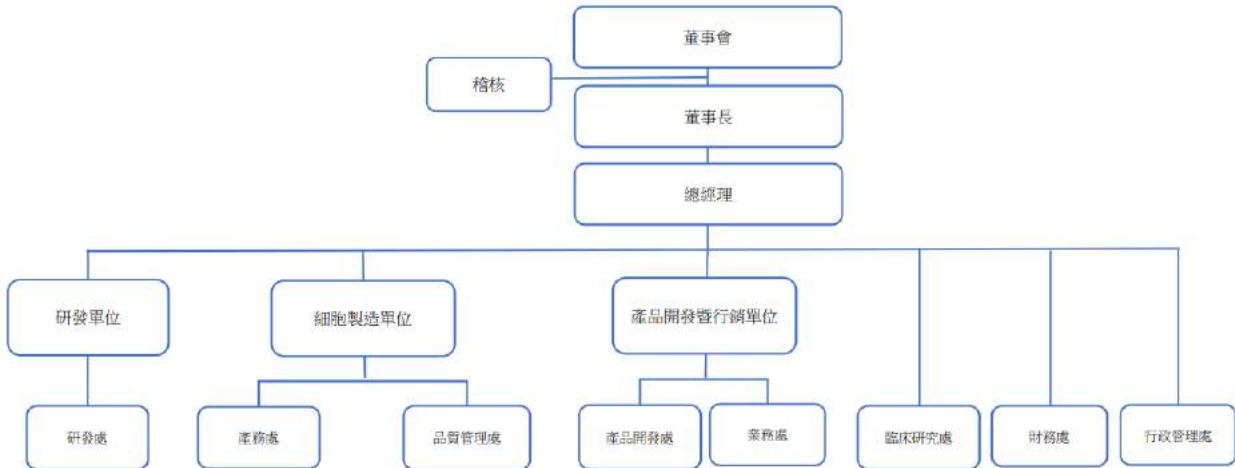 董事會
稽核
董事長
總經理
研發單位
細胞製造單位
產品開發暨行銷單位
研發處
產務處
品質管理處
產品開發處
業務處
臨床研究處
財務處
行政管理處